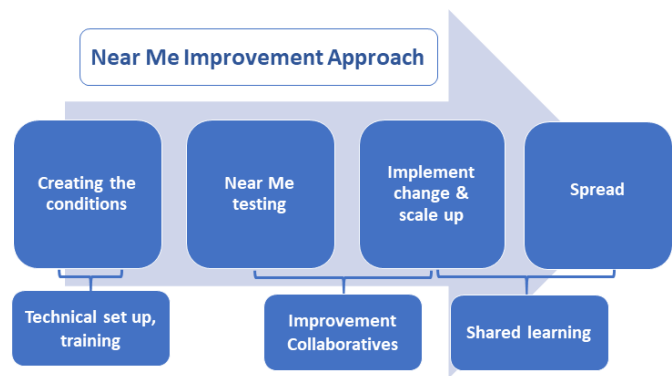 Near Me Improvement Approach
Creating the
conditions
Near Me
testing
Implement
change &
scale up
Spread
Technical set up,
training
Improvement
Collaboratives
Shared learning